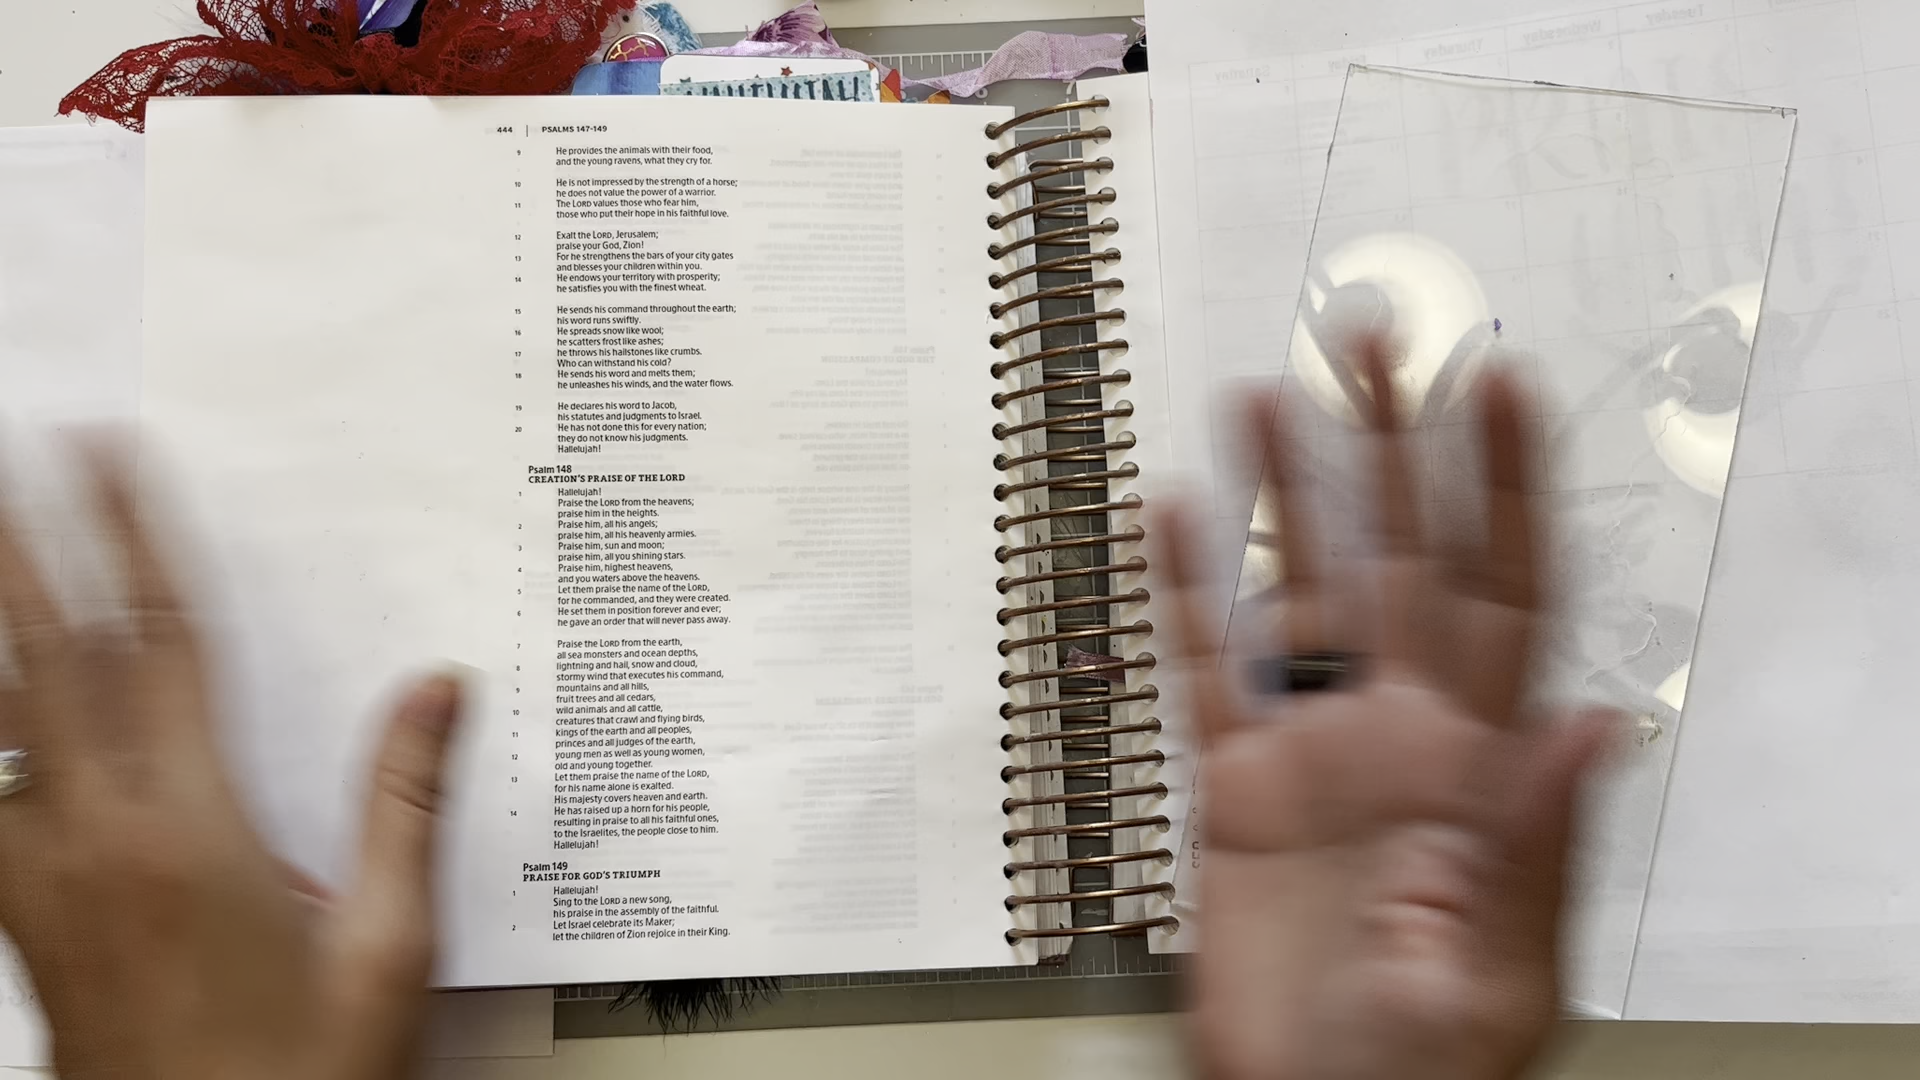 444 | PSALMS 147-149
9 He provides the animals with their food,
and the young ravens, what they cry for.
10 He is not impressed by the strength of a horse;
he does not value the power of a warrior.
11 The LORD values those who fear him,
those who put their hope in his faithful love.
12 Exalt the LORD, Jerusalem;
praise your God, Zion!
13 For he strengthens the bars of your city gates
and blesses your children within you.
14 He endows your territory with prosperity;
he satisfies you with the finest wheat.
15 He sends his command throughout the earth;
his word runs swiftly.
16 He spreads snow like wool;
he scatters frost like ashes;
17 he throws his hailstones like crumbs.
Who can withstand his cold?
18 He sends his word and melts them;
he unleashes his winds, and the water flows.
19 He declares his word to Jacob,
his statutes and judgments to Israel.
20 He has not done this for every nation;
they do not know his judgments.
Hallelujah!
Psalm 148
CREATION'S PRAISE OF THE LORD
1 Hallelujah!
Praise the LORD from the heavens;
praise him in the heights.
2 Praise him, all his angels;
praise him, all his heavenly armies.
3 Praise him, sun and moon;
praise him, all you shining stars.
4 Praise him, highest heavens,
and you waters above the heavens.
5 Let them praise the name of the LORD,
for he commanded, and they were created.
6 He set them in position forever and ever;
he gave an order that will never pass away.
7 Praise the LORD from the earth,
all sea monsters and ocean depths,
8 lightning and hail, snow and cloud,
stormy wind that executes his command,
9 mountains and all hills,
fruit trees and all cedars,
10 wild animals and all cattle,
creatures that crawl and flying birds,
11 kings of the earth and all peoples,
princes and all judges of the earth,
12 young men as well as young women,
old and young together.
13 Let them praise the name of the LORD,
for his name alone is exalted.
His majesty covers heaven and earth.
14 He has raised up a horn for his people,
resulting in praise to all his faithful ones,
to the Israelites, the people close to him.
Hallelujah!
Psalm 149
PRAISE FOR GOD'S TRIUMPH
1 Hallelujah!
Sing to the LORD a new song,
his praise in the assembly of the faithful.
2 Let Israel celebrate its Maker;
let the children of Zion rejoice in their King.
Saturday
Thursday
Wednesday
Tuesday